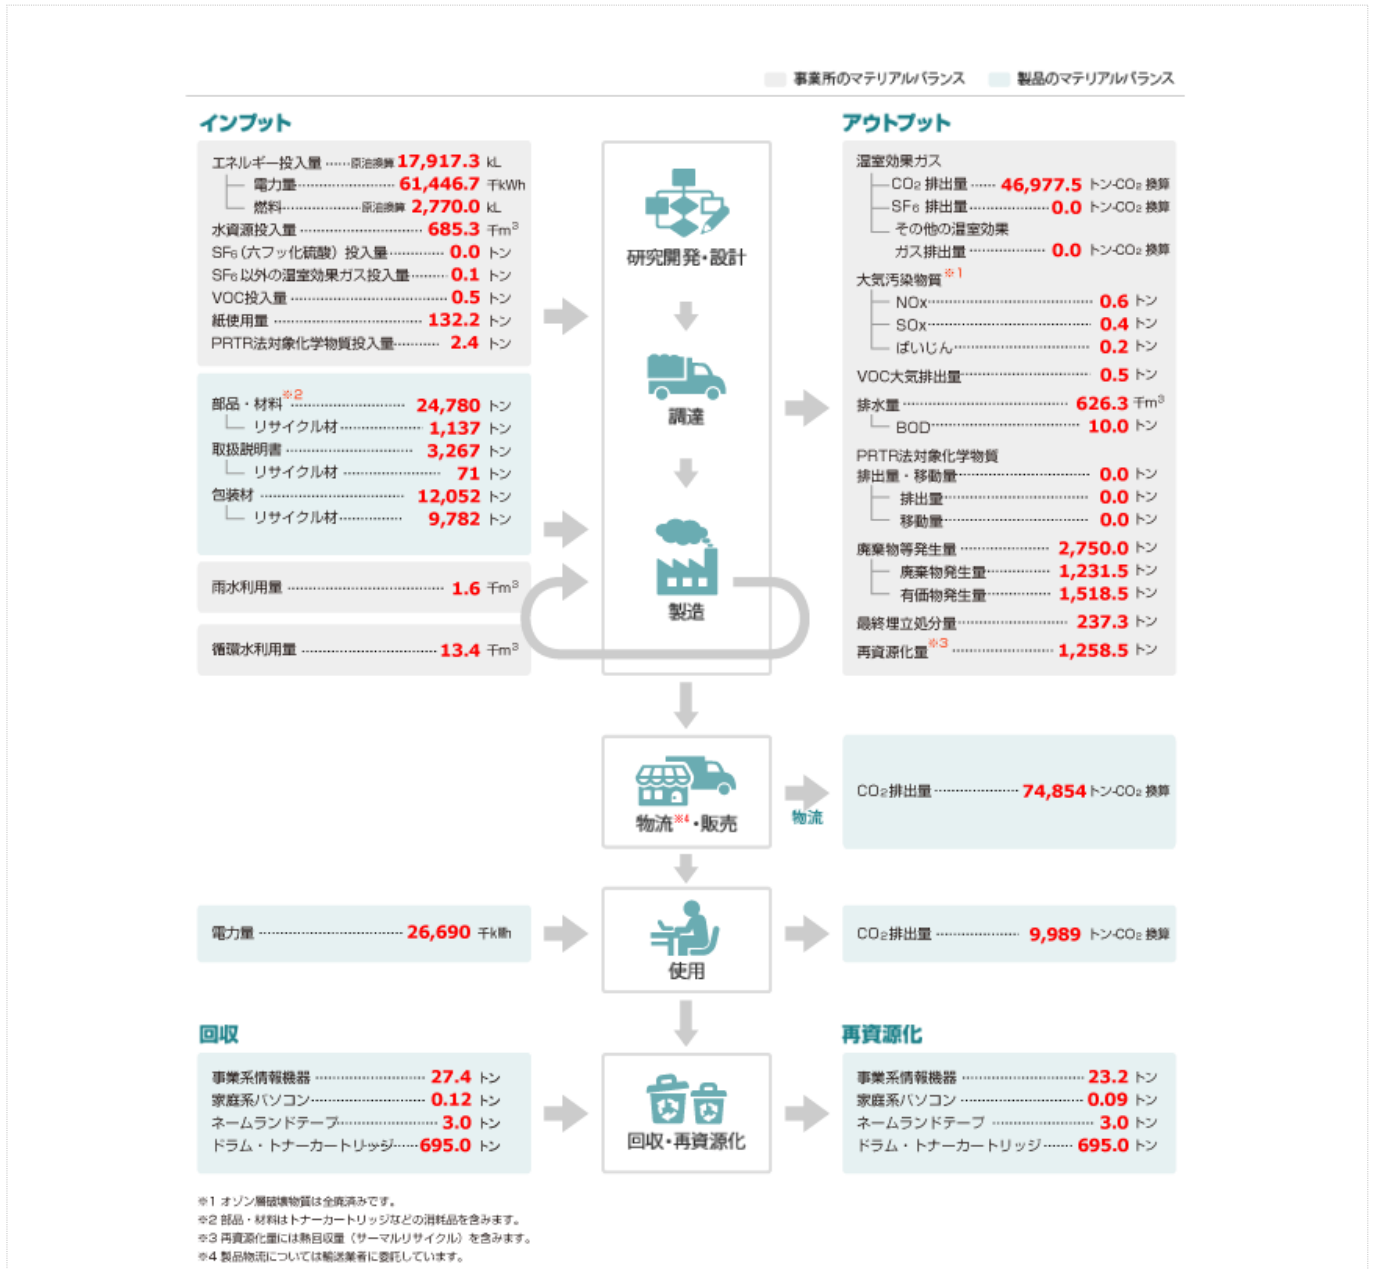 事業所のマテリアルバランス 製品のマテリアルバランス
インプット
エネルギー投入量 ‥‥‥原油換算 17,917.3 kL
電力量 61,446.7 千kWh
燃料 原油換算 2,770.0 kL
水資源投入量 685.3 千m³
SF₆(六フッ化硫酸) 投入量 0.0 トン
SF₆ 以外の温室効果ガス投入量 0.1 トン
VOC投入量 0.5 トン
紙使用量 132.2 トン
PRTR法対象化学物質投入量 2.4 トン
部品・材料※2 24,780 トン
リサイクル材 1,137 トン
取扱説明書 3,267 トン
リサイクル材 71 トン
包装材 12,052 トン
リサイクル材 9,782 トン
雨水利用量 1.6 千m³
循環水利用量 13.4 千m³
研究開発・設計
調達
製造
アウトプット
温室効果ガス
CO₂ 排出量 46,977.5 トン-CO₂ 換算
SF₆ 排出量 0.0 トン-CO₂ 換算
その他の温室効果
ガス排出量 0.0 トン-CO₂ 換算
大気汚染物質※1
NOx 0.6 トン
SOx 0.4 トン
ばいじん 0.2 トン
VOC大気排出量 0.5 トン
排水量 626.3 千m³
BOD 10.0 トン
PRTR法対象化学物質
排出量・移動量 0.0 トン
排出量 0.0 トン
移動量 0.0 トン
廃棄物等発生量 2,750.0 トン
廃棄物発生量 1,231.5 トン
有価物発生量 1,518.5 トン
最終埋立処分量 237.3 トン
再資源化量※3 1,258.5 トン
物流※4・販売
物流
CO₂排出量 74,854 トン-CO₂ 換算
電力量 26,690 千kWh
使用
CO₂排出量 9,989 トン-CO₂ 換算
回収
事業系情報機器 27.4 トン
家庭系パソコン 0.12 トン
ネームランドテープ 3.0 トン
ドラム・トナーカートリッジ 695.0 トン
回収・再資源化
再資源化
事業系情報機器 23.2 トン
家庭系パソコン 0.09 トン
ネームランドテープ 3.0 トン
ドラム・トナーカートリッジ 695.0 トン
※1 オゾン層破壊物質は全廃済みです。
※2 部品・材料はトナーカートリッジなどの消耗品を含みます。
※3 再資源化量には熱回収量（サーマルリサイクル）を含みます。
※4 製品物流については輸送業者に委託しています。